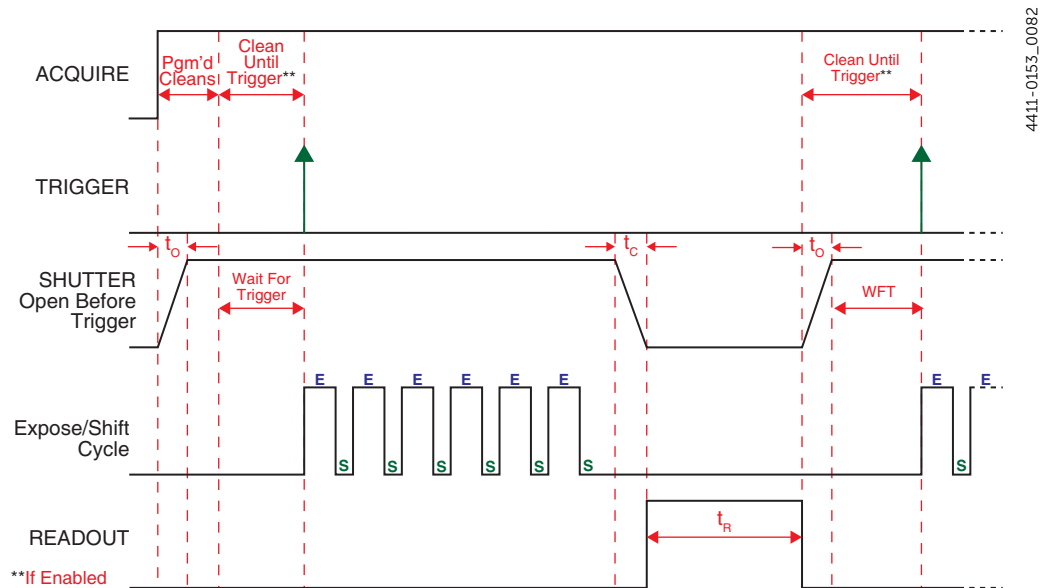 4411-0153_0082
ACQUIRE
Pgm'd
Cleans
Clean
Until
Trigger**
Clean Until
Trigger**
TRIGGER
tO
tC
tO
SHUTTER
Open Before
Trigger
Wait For
Trigger
WFT
E E E E E E E E
Expose/Shift
Cycle
S S S S S S S
READOUT
tR
**If Enabled